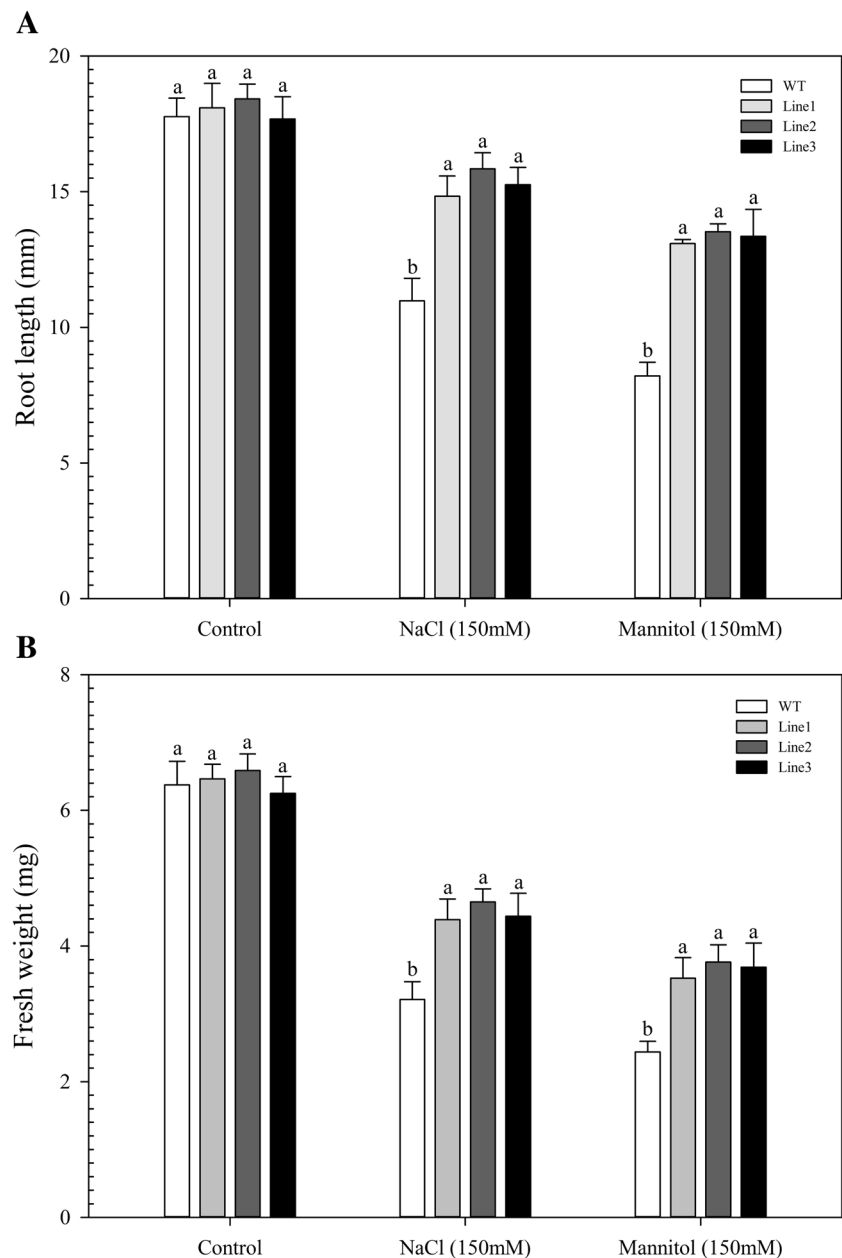 A
20
15
10
5
0
Root length (mm)
a a a a
b a a a
b a a a
WT
Line1
Line2
Line3
Control NaCl (150mM) Mannitol (150mM)
B
8
6
4
2
0
Fresh weight (mg)
a a a a
b a a a
b a a a
WT
Line1
Line2
Line3
Control NaCl (150mM) Mannitol (150mM)